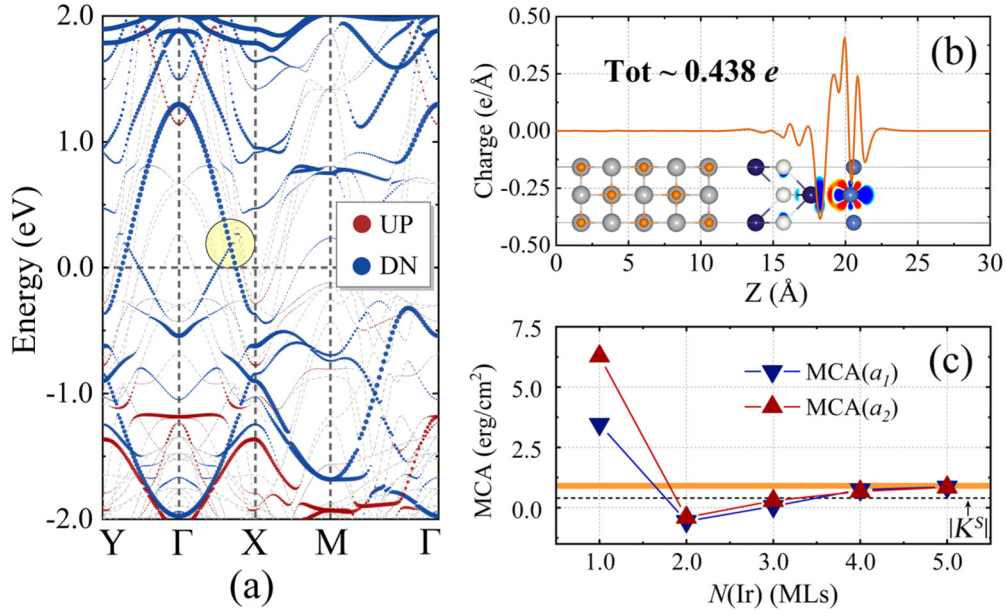 2.0
1.0
0.0
-1.0
-2.0
Energy (eV)
UP
DN
Y Γ X M Γ
(a)
0.50
0.25
0.00
-0.25
-0.50
Charge (e/Å)
(b)
Tot ~ 0.438 e
0 5 10 15 20 25 30
Z (Å)
7.5
5.0
2.5
0.0
MCA (erg/cm²)
(c)
MCA(a₁)
MCA(a₂)
|Kˢ|
1.0 2.0 3.0 4.0 5.0
N(Ir) (MLs)